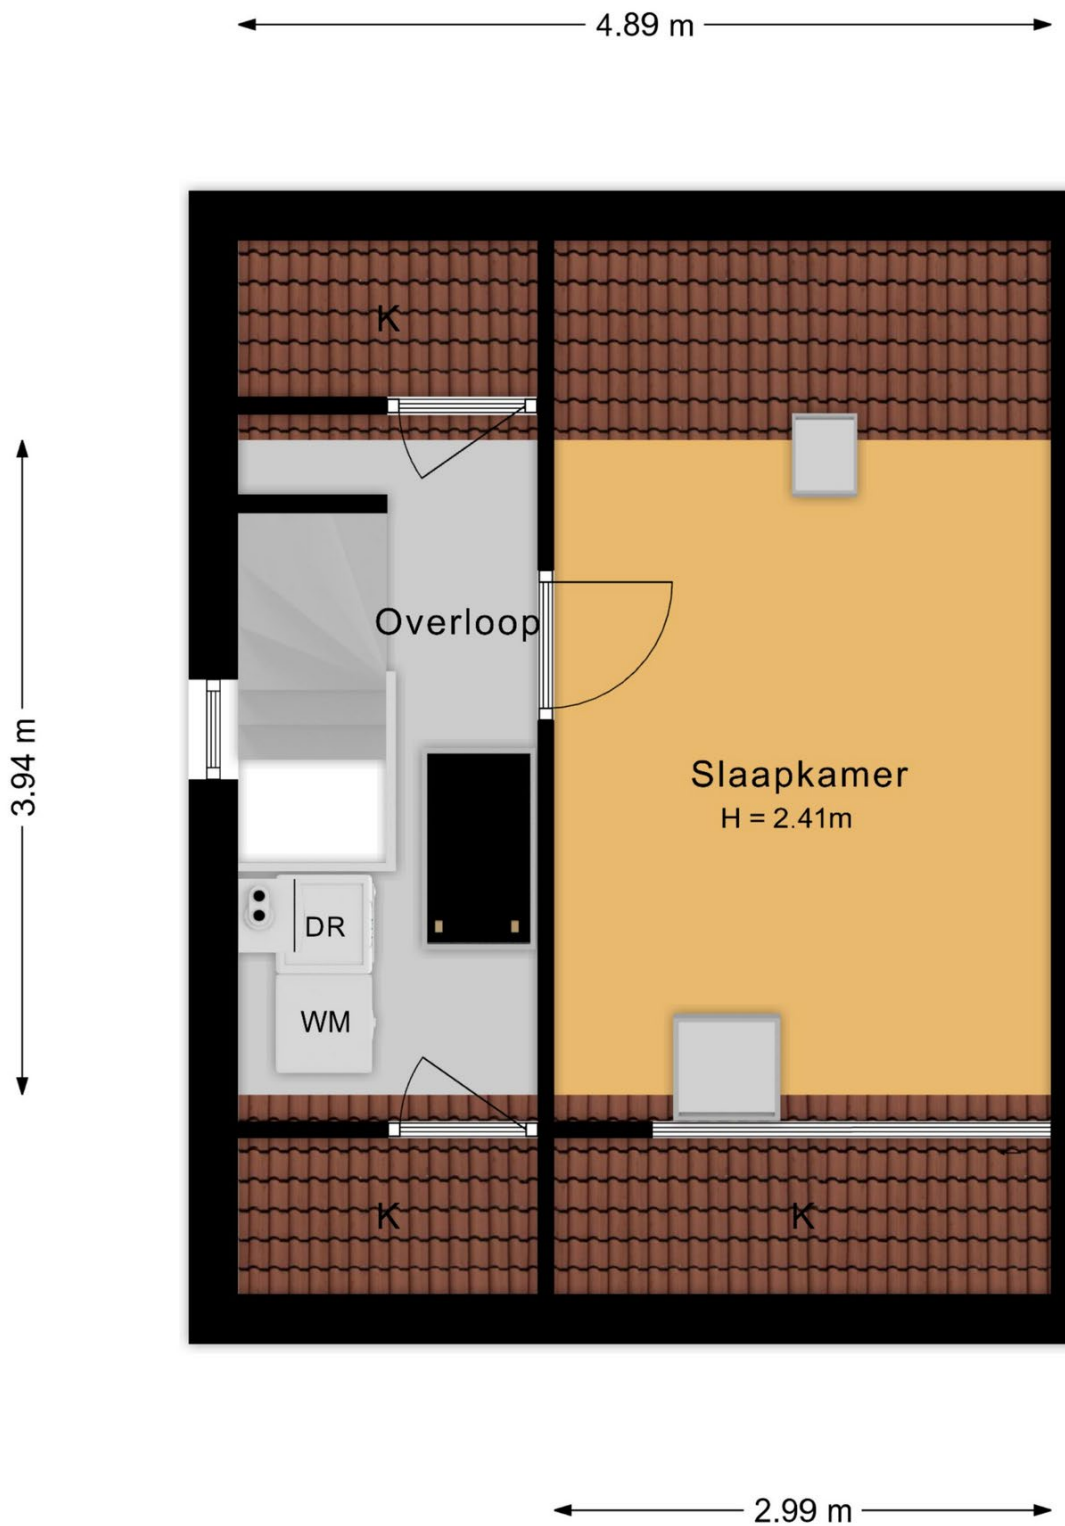 4.89 m
K
Overloop
3.94 m
Slaapkamer
H = 2.41m
DR
WM
K
K
2.99 m